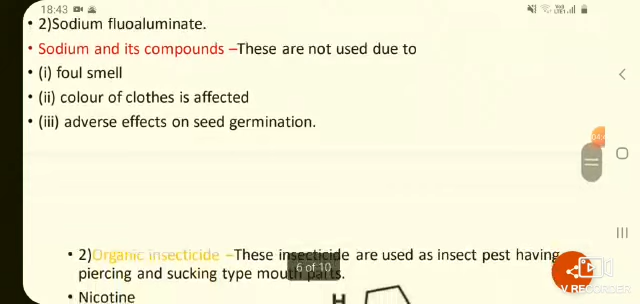 18:43
• 2)Sodium fluoaluminate.
• Sodium and its compounds –These are not used due to
• (i) foul smell
• (ii) colour of clothes is affected
• (iii) adverse effects on seed germination.
• 2)Organic insecticide –These insecticide are used as insect pest having
piercing and sucking type mouth parts.
6 of 10
• Nicotine
H
V RECORDER